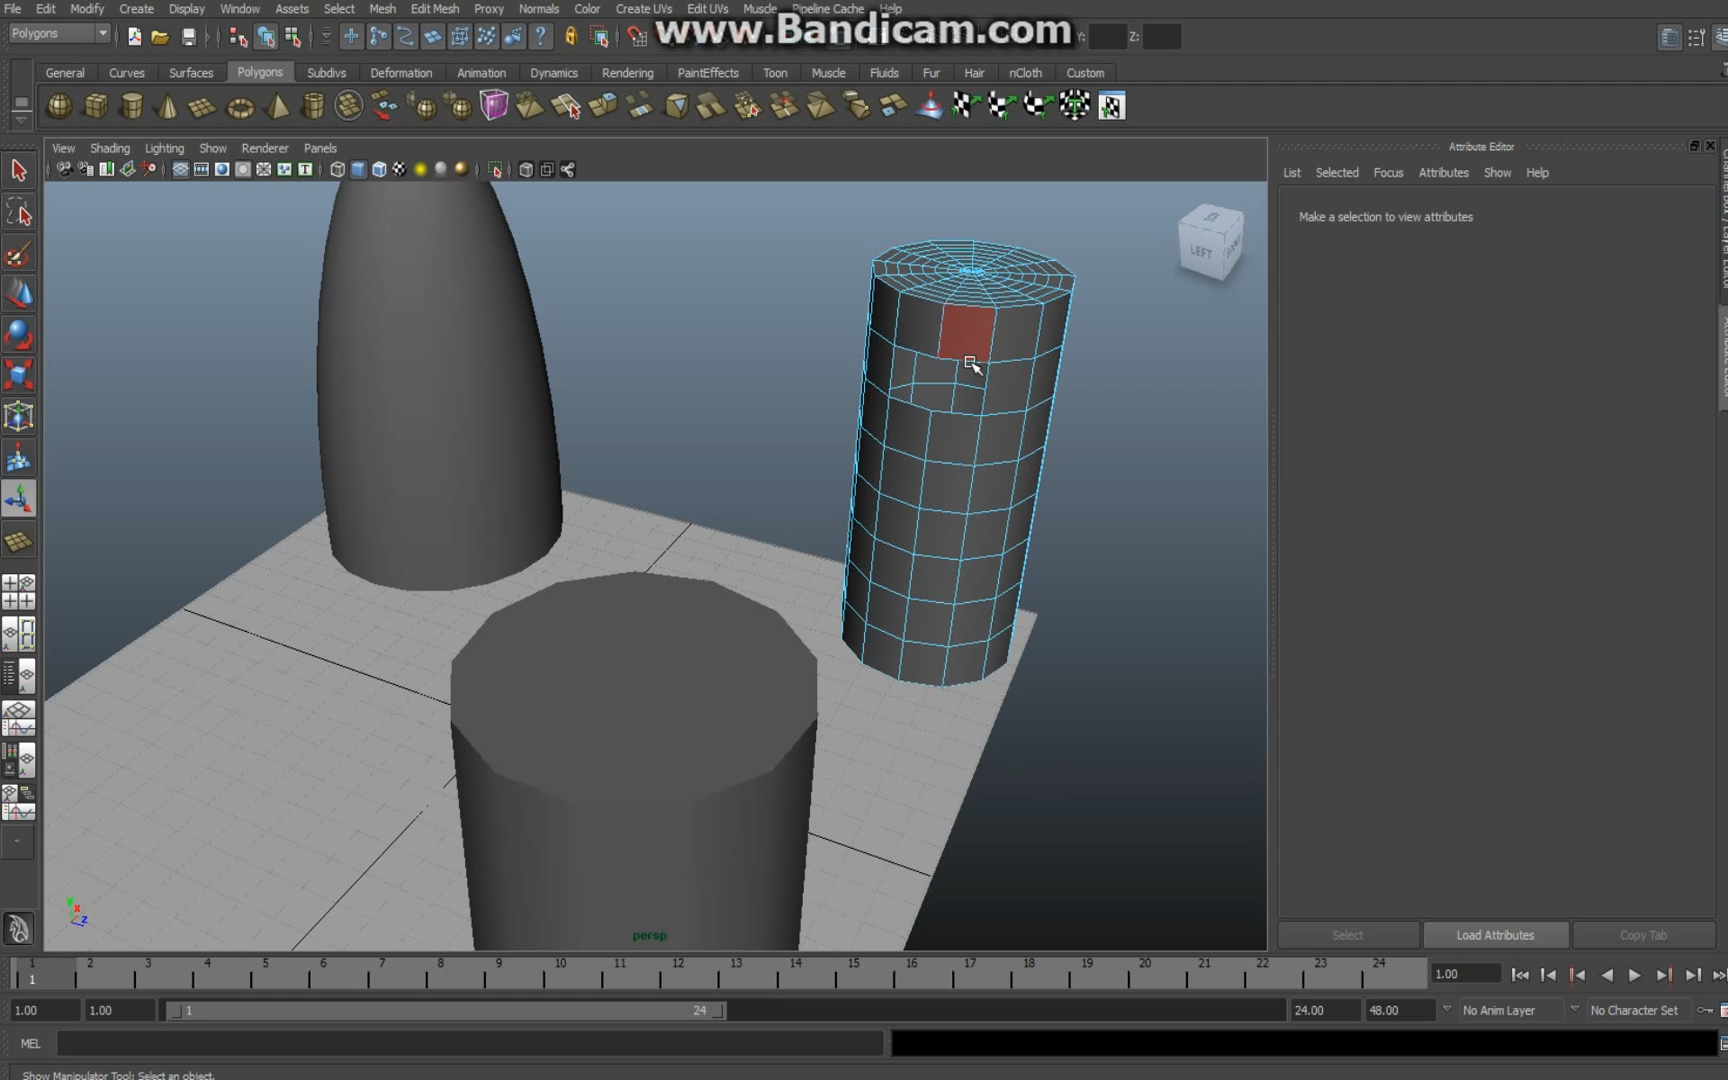 File Edit Modify Create Display Window Assets Select Mesh Edit Mesh Proxy Normals Color Create UVs Edit UVs Muscle Pipeline Cache Help
www.Bandicam.com
Polygons Y: Z:
General Curves Surfaces Polygons Subdivs Deformation Animation Dynamics Rendering PaintEffects Toon Muscle Fluids Fur Hair nCloth Custom
View Shading Lighting Show Renderer Panels
Attribute Editor
List Selected Focus Attributes Show Help
Make a selection to view attributes
LEFT
persp
Select Load Attributes Copy Tab
1 2 3 4 5 6 7 8 9 10 11 12 13 14 15 16 17 18 19 20 21 22 23 24
1 1.00
1.00 1.00 1 24 24.00 48.00 No Anim Layer No Character Set
MEL
Show Manipulator Tool: Select an object.